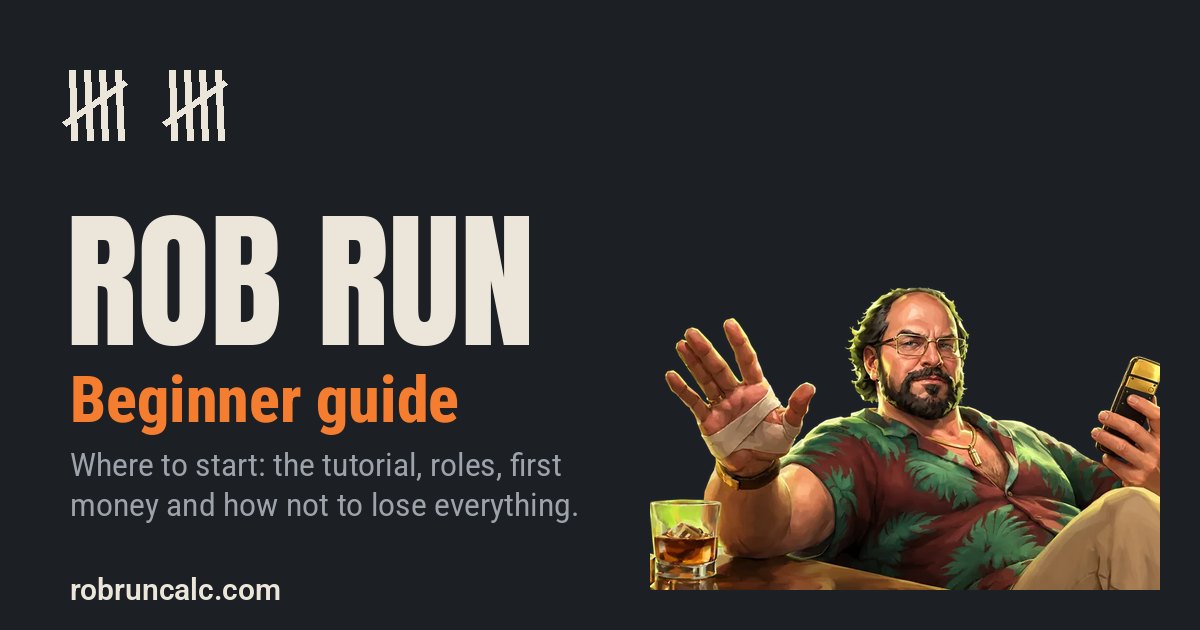 ROB RUN
Beginner guide
Where to start: the tutorial, roles, first
money and how not to lose everything.
robruncalc.com